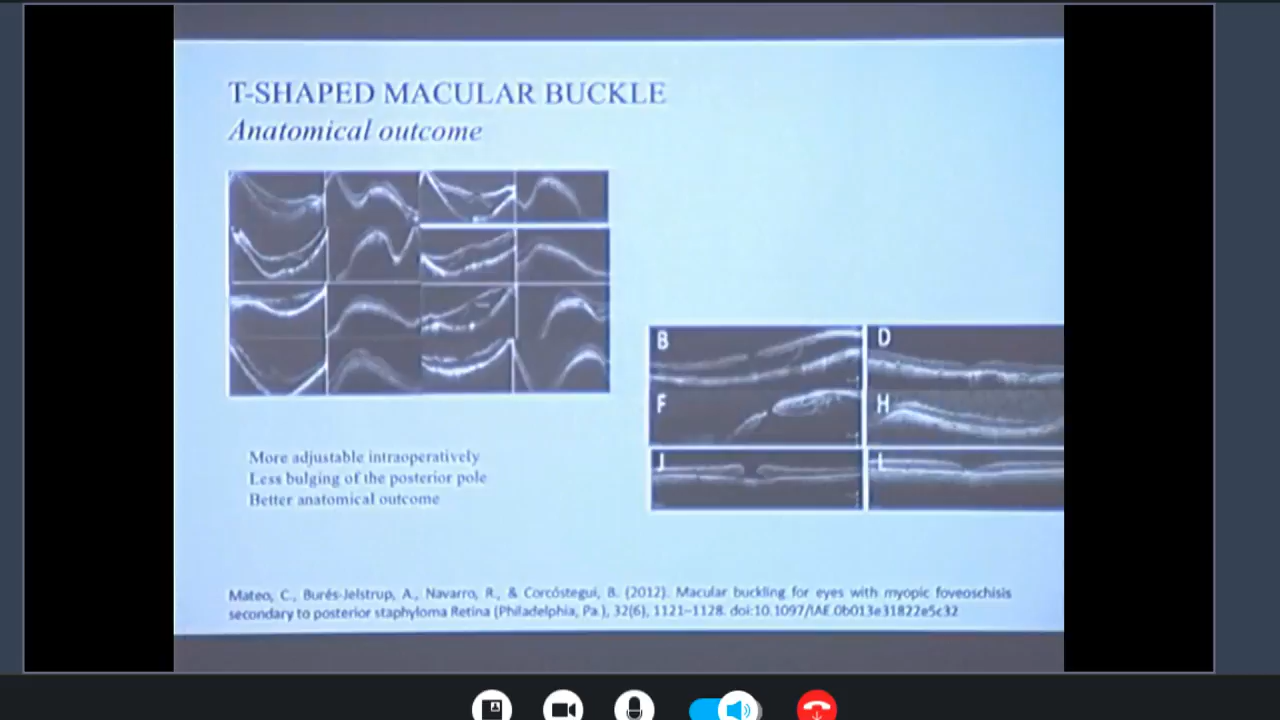 T-SHAPED MACULAR BUCKLE
Anatomical outcome
B
D
F
H
J
L
More adjustable intraoperatively
Less bulging of the posterior pole
Better anatomical outcome
Mateo, C., Burés-Jelstrup, A., Navarro, R., & Corcóstegui, B. (2012). Macular buckling for eyes with myopic foveoschisis
secondary to posterior staphyloma Retina (Philadelphia, Pa.), 32(6), 1121–1128. doi:10.1097/IAE.0b013e31822e5c32